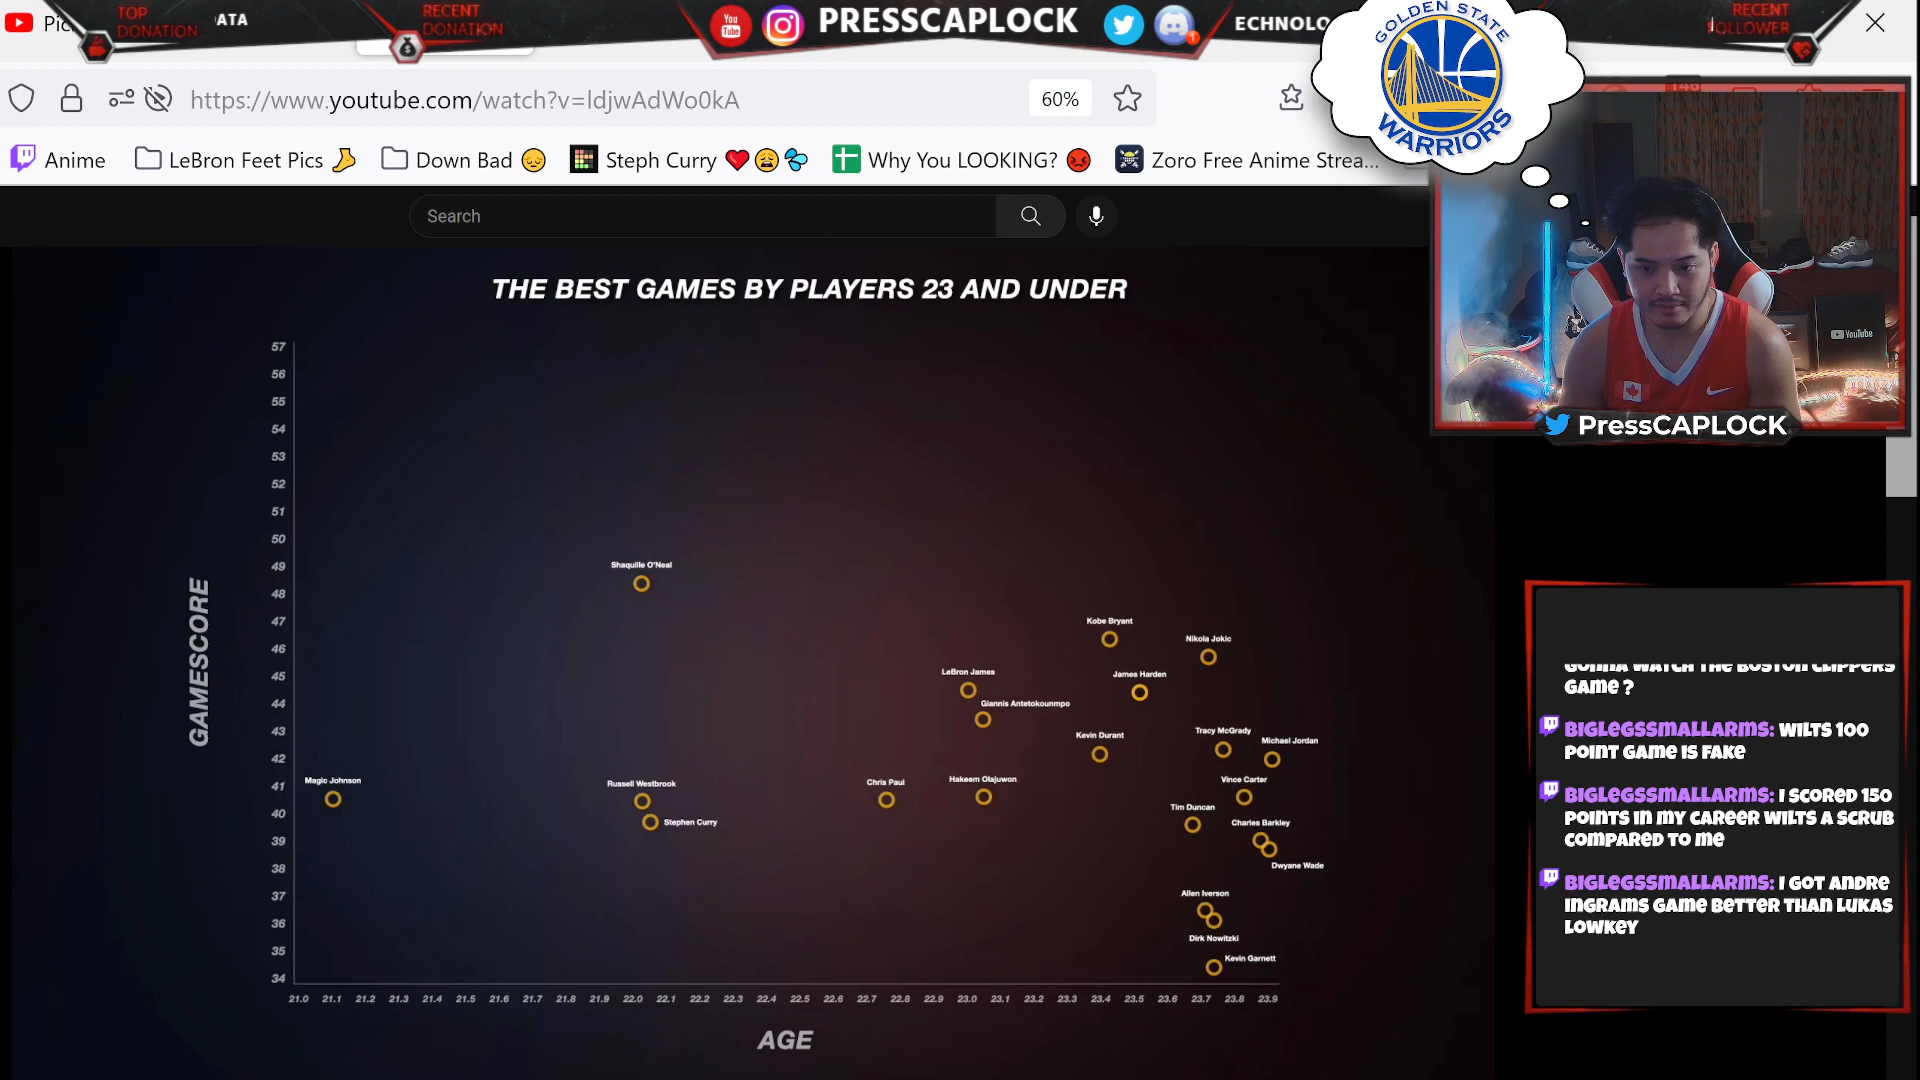 Pic
TOP
DONATION
ATA
RECENT
DONATION
You
Tube
PRESSCAPLOCK
1
ECHNOLO
GOLDEN STATE
WARRIORS
RECENT
FOLLOWER
https://www.youtube.com/watch?v=ldjwAdWo0kA
60%
Anime
LeBron Feet Pics
Down Bad
Steph Curry
Why You LOOKING?
Zoro Free Anime Strea...
Search
THE BEST GAMES BY PLAYERS 23 AND UNDER
57
56
55
54
53
52
51
50
49
48
47
46
45
44
43
42
41
40
39
38
37
36
35
34
GAMESCORE
Shaquille O'Neal
Kobe Bryant
Nikola Jokic
LeBron James
James Harden
Giannis Antetokounmpo
Kevin Durant
Tracy McGrady
Michael Jordan
Magic Johnson
Russell Westbrook
Chris Paul
Hakeem Olajuwon
Vince Carter
Stephen Curry
Tim Duncan
Charles Barkley
Dwyane Wade
Allen Iverson
Dirk Nowitzki
Kevin Garnett
21.0 21.1 21.2 21.3 21.4 21.5 21.6 21.7 21.8 21.9 22.0 22.1 22.2 22.3 22.4 22.5 22.6 22.7 22.8 22.9 23.0 23.1 23.2 23.3 23.4 23.5 23.6 23.7 23.8 23.9
AGE
YouTube
PressCAPLOCK
GONNA WATCH THE BOSTON CLIPPERS
GAME ?
BIGLEGSSMALLARMS: WILTS 100
POINT GAME IS FAKE
BIGLEGSSMALLARMS: I SCORED 150
POINTS IN MY CAREER WILTS A SCRUB
COMPARED TO ME
BIGLEGSSMALLARMS: I GOT ANDRE
INGRAMS GAME BETTER THAN LUKAS
LOWKEY